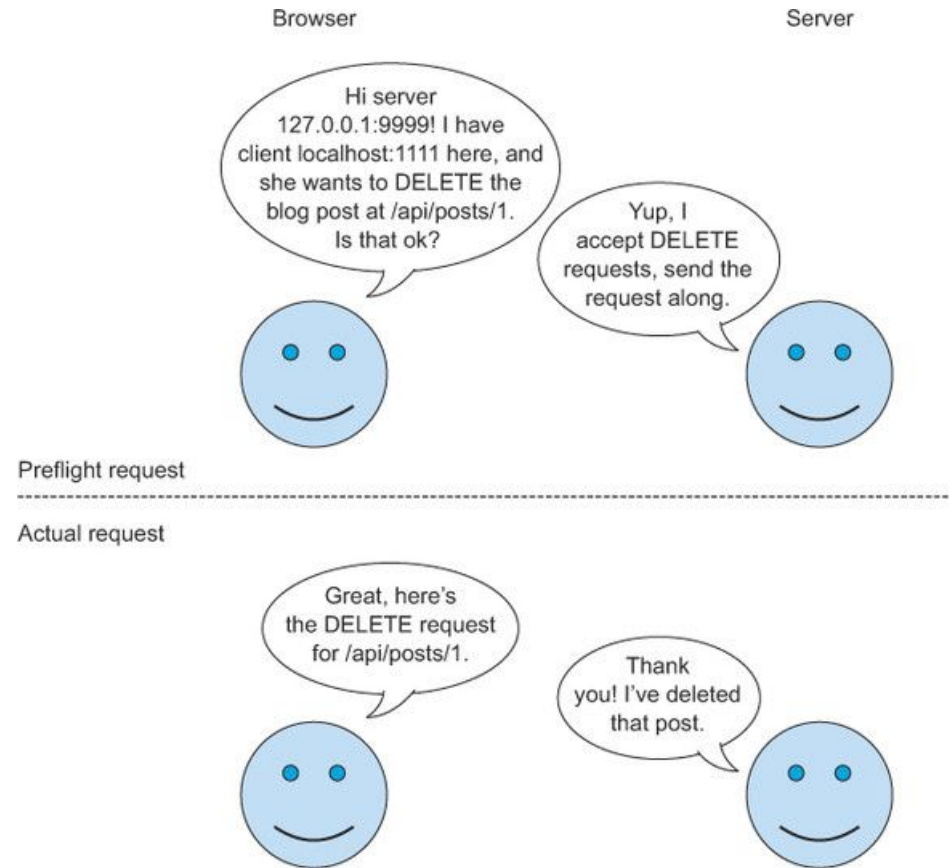 Browser
Server
Hi server
127.0.0.1:9999! I have
client localhost:1111 here, and
she wants to DELETE the
blog post at /api/posts/1.
Is that ok?
Yup, I
accept DELETE
requests, send the
request along.
Preflight request
Actual request
Great, here’s
the DELETE request
for /api/posts/1.
Thank
you! I’ve deleted
that post.